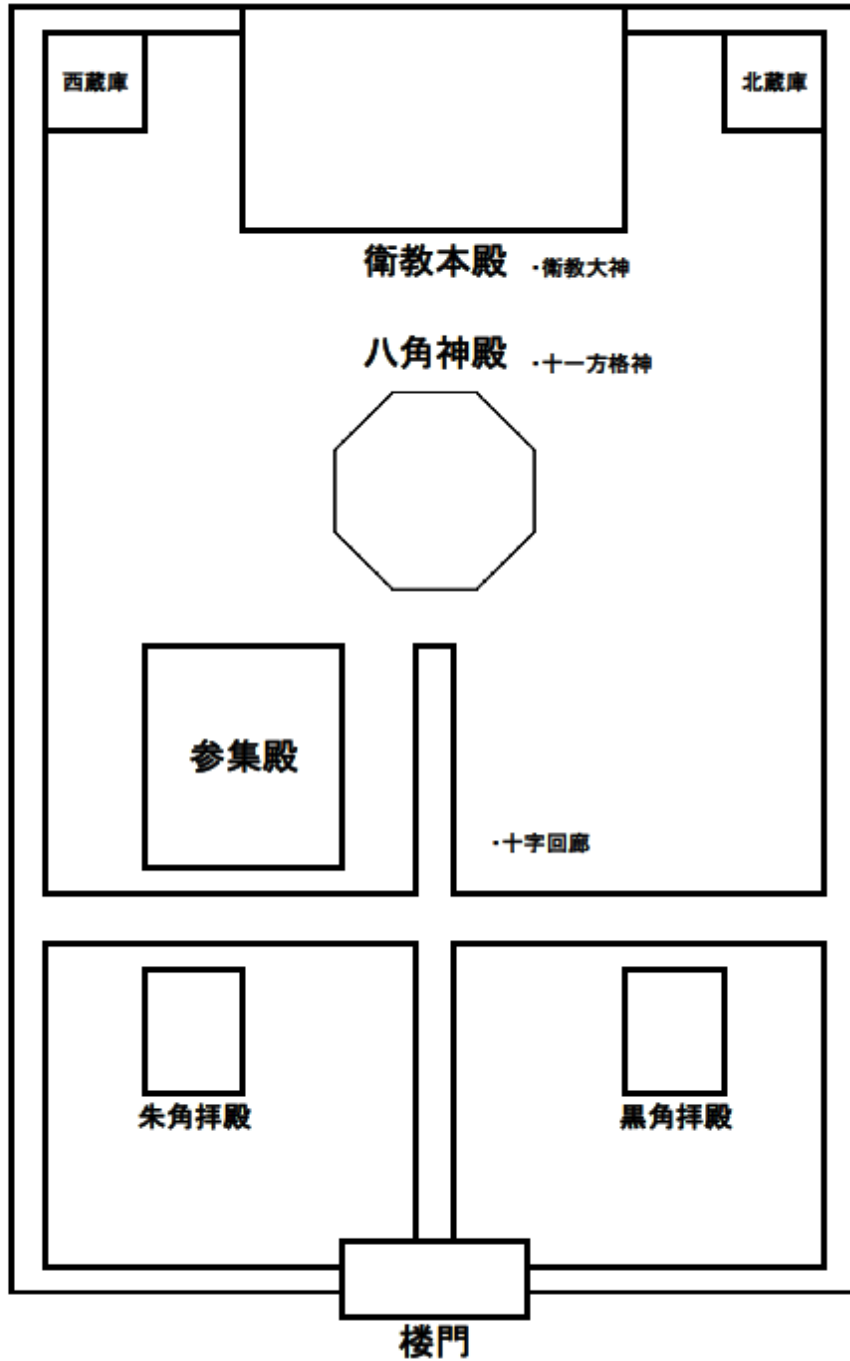 西蔵庫
北蔵庫
衛教本殿 ・衛教大神
八角神殿 ・十一方格神
参集殿
・十字回廊
朱角拝殿
黒角拝殿
楼門